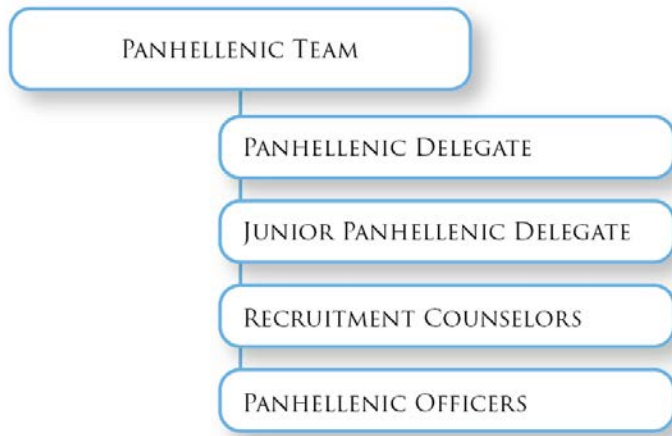 Panhellenic Team
Panhellenic Delegate
Junior Panhellenic Delegate
Recruitment Counselors
Panhellenic Officers